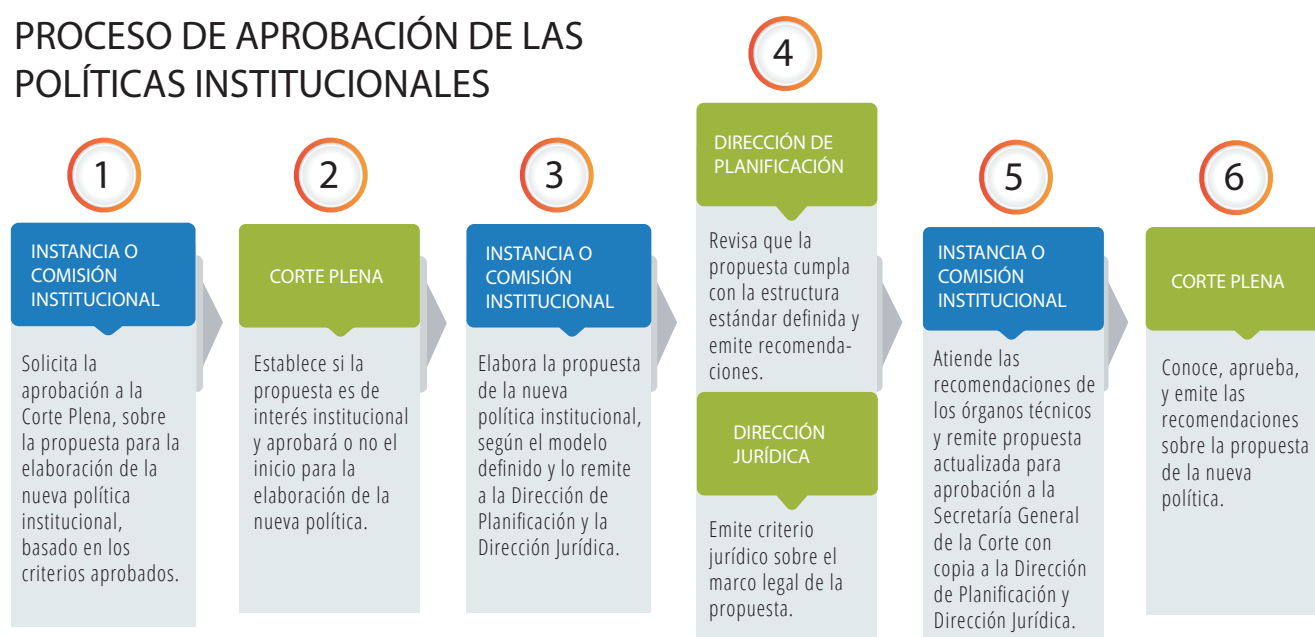 PROCESO DE APROBACIÓN DE LAS
POLÍTICAS INSTITUCIONALES
1
INSTANCIA O
COMISIÓN
INSTITUCIONAL
Solicita la
aprobación a la
Corte Plena, sobre
la propuesta para la
elaboración de la
nueva política
institucional,
basado en los
criterios aprobados.
2
CORTE PLENA
Establece si la
propuesta es de
interés institucional
y aprobará o no el
inicio para la
elaboración de la
nueva política.
3
INSTANCIA O
COMISIÓN
INSTITUCIONAL
Elabora la propuesta
de la nueva
política institucional,
según el modelo
definido y lo remite
a la Dirección de
Planificación y la
Dirección Jurídica.
4
DIRECCIÓN DE
PLANIFICACIÓN
Revisa que la
propuesta cumpla
con la estructura
estándar definida y
emite recomenda-
ciones.
DIRECCIÓN
JURÍDICA
Emite criterio
jurídico sobre el
marco legal de la
propuesta.
5
INSTANCIA O
COMISIÓN
INSTITUCIONAL
Atiende las
recomendaciones de
los órganos técnicos
y remite propuesta
actualizada para
aprobación a la
Secretaría General
de la Corte con
copia a la Dirección
de Planificación y
Dirección Jurídica.
6
CORTE PLENA
Conoce, aprueba,
y emite las
recomendaciones
sobre la propuesta
de la nueva
política.